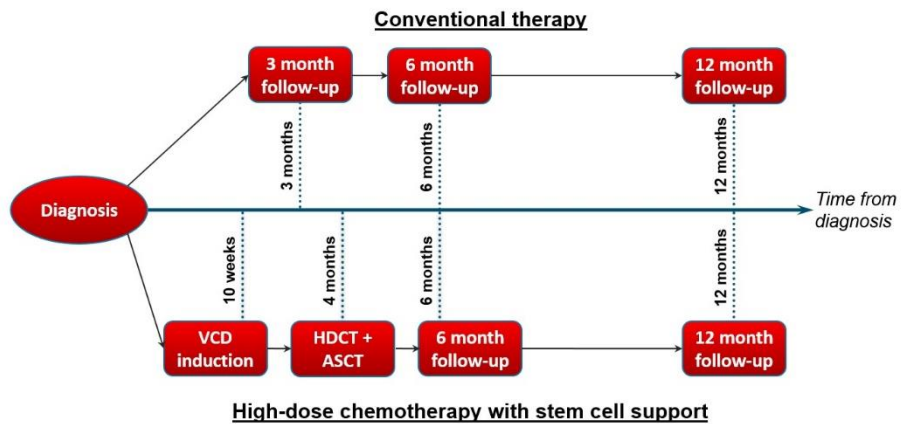 Conventional therapy
3 month
follow-up
6 month
follow-up
12 month
follow-up
3 months
6 months
12 months
Diagnosis
Time from
diagnosis
10 weeks
4 months
6 months
12 months
VCD
induction
HDCT +
ASCT
6 month
follow-up
12 month
follow-up
High-dose chemotherapy with stem cell support